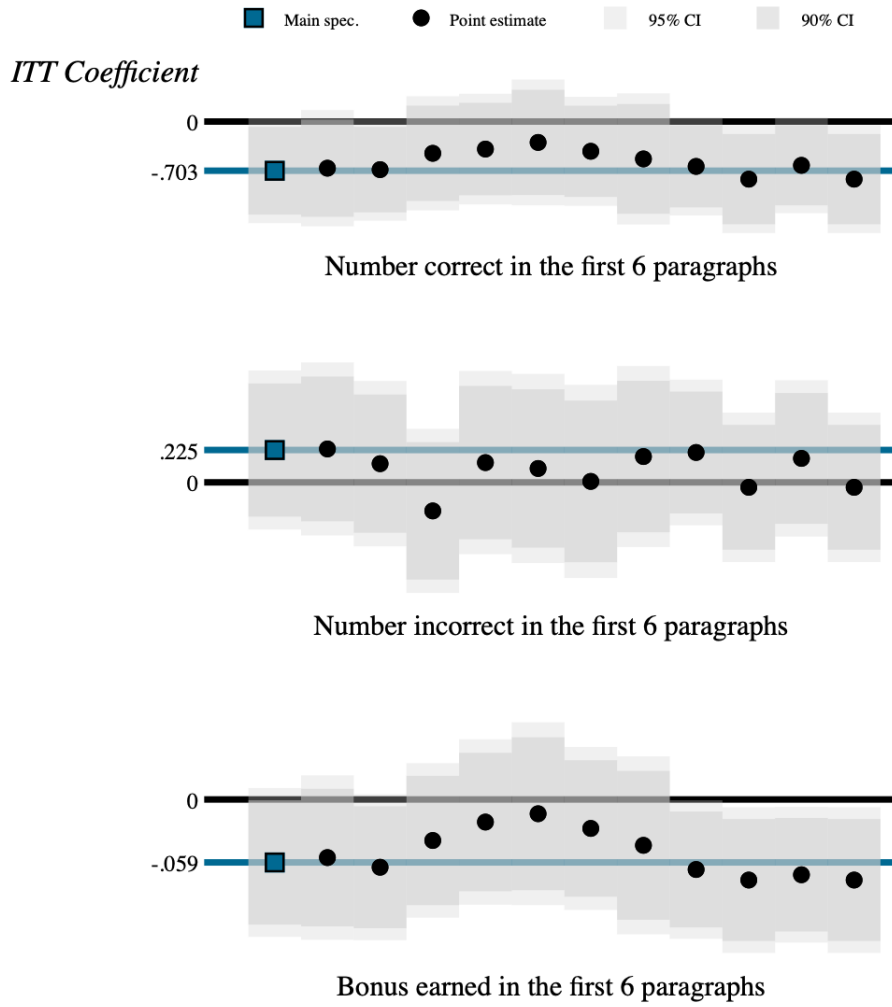 Main spec. Point estimate 95% CI 90% CI
ITT Coefficient
0
-.703
Number correct in the first 6 paragraphs
.225
0
Number incorrect in the first 6 paragraphs
0
-.059
Bonus earned in the first 6 paragraphs